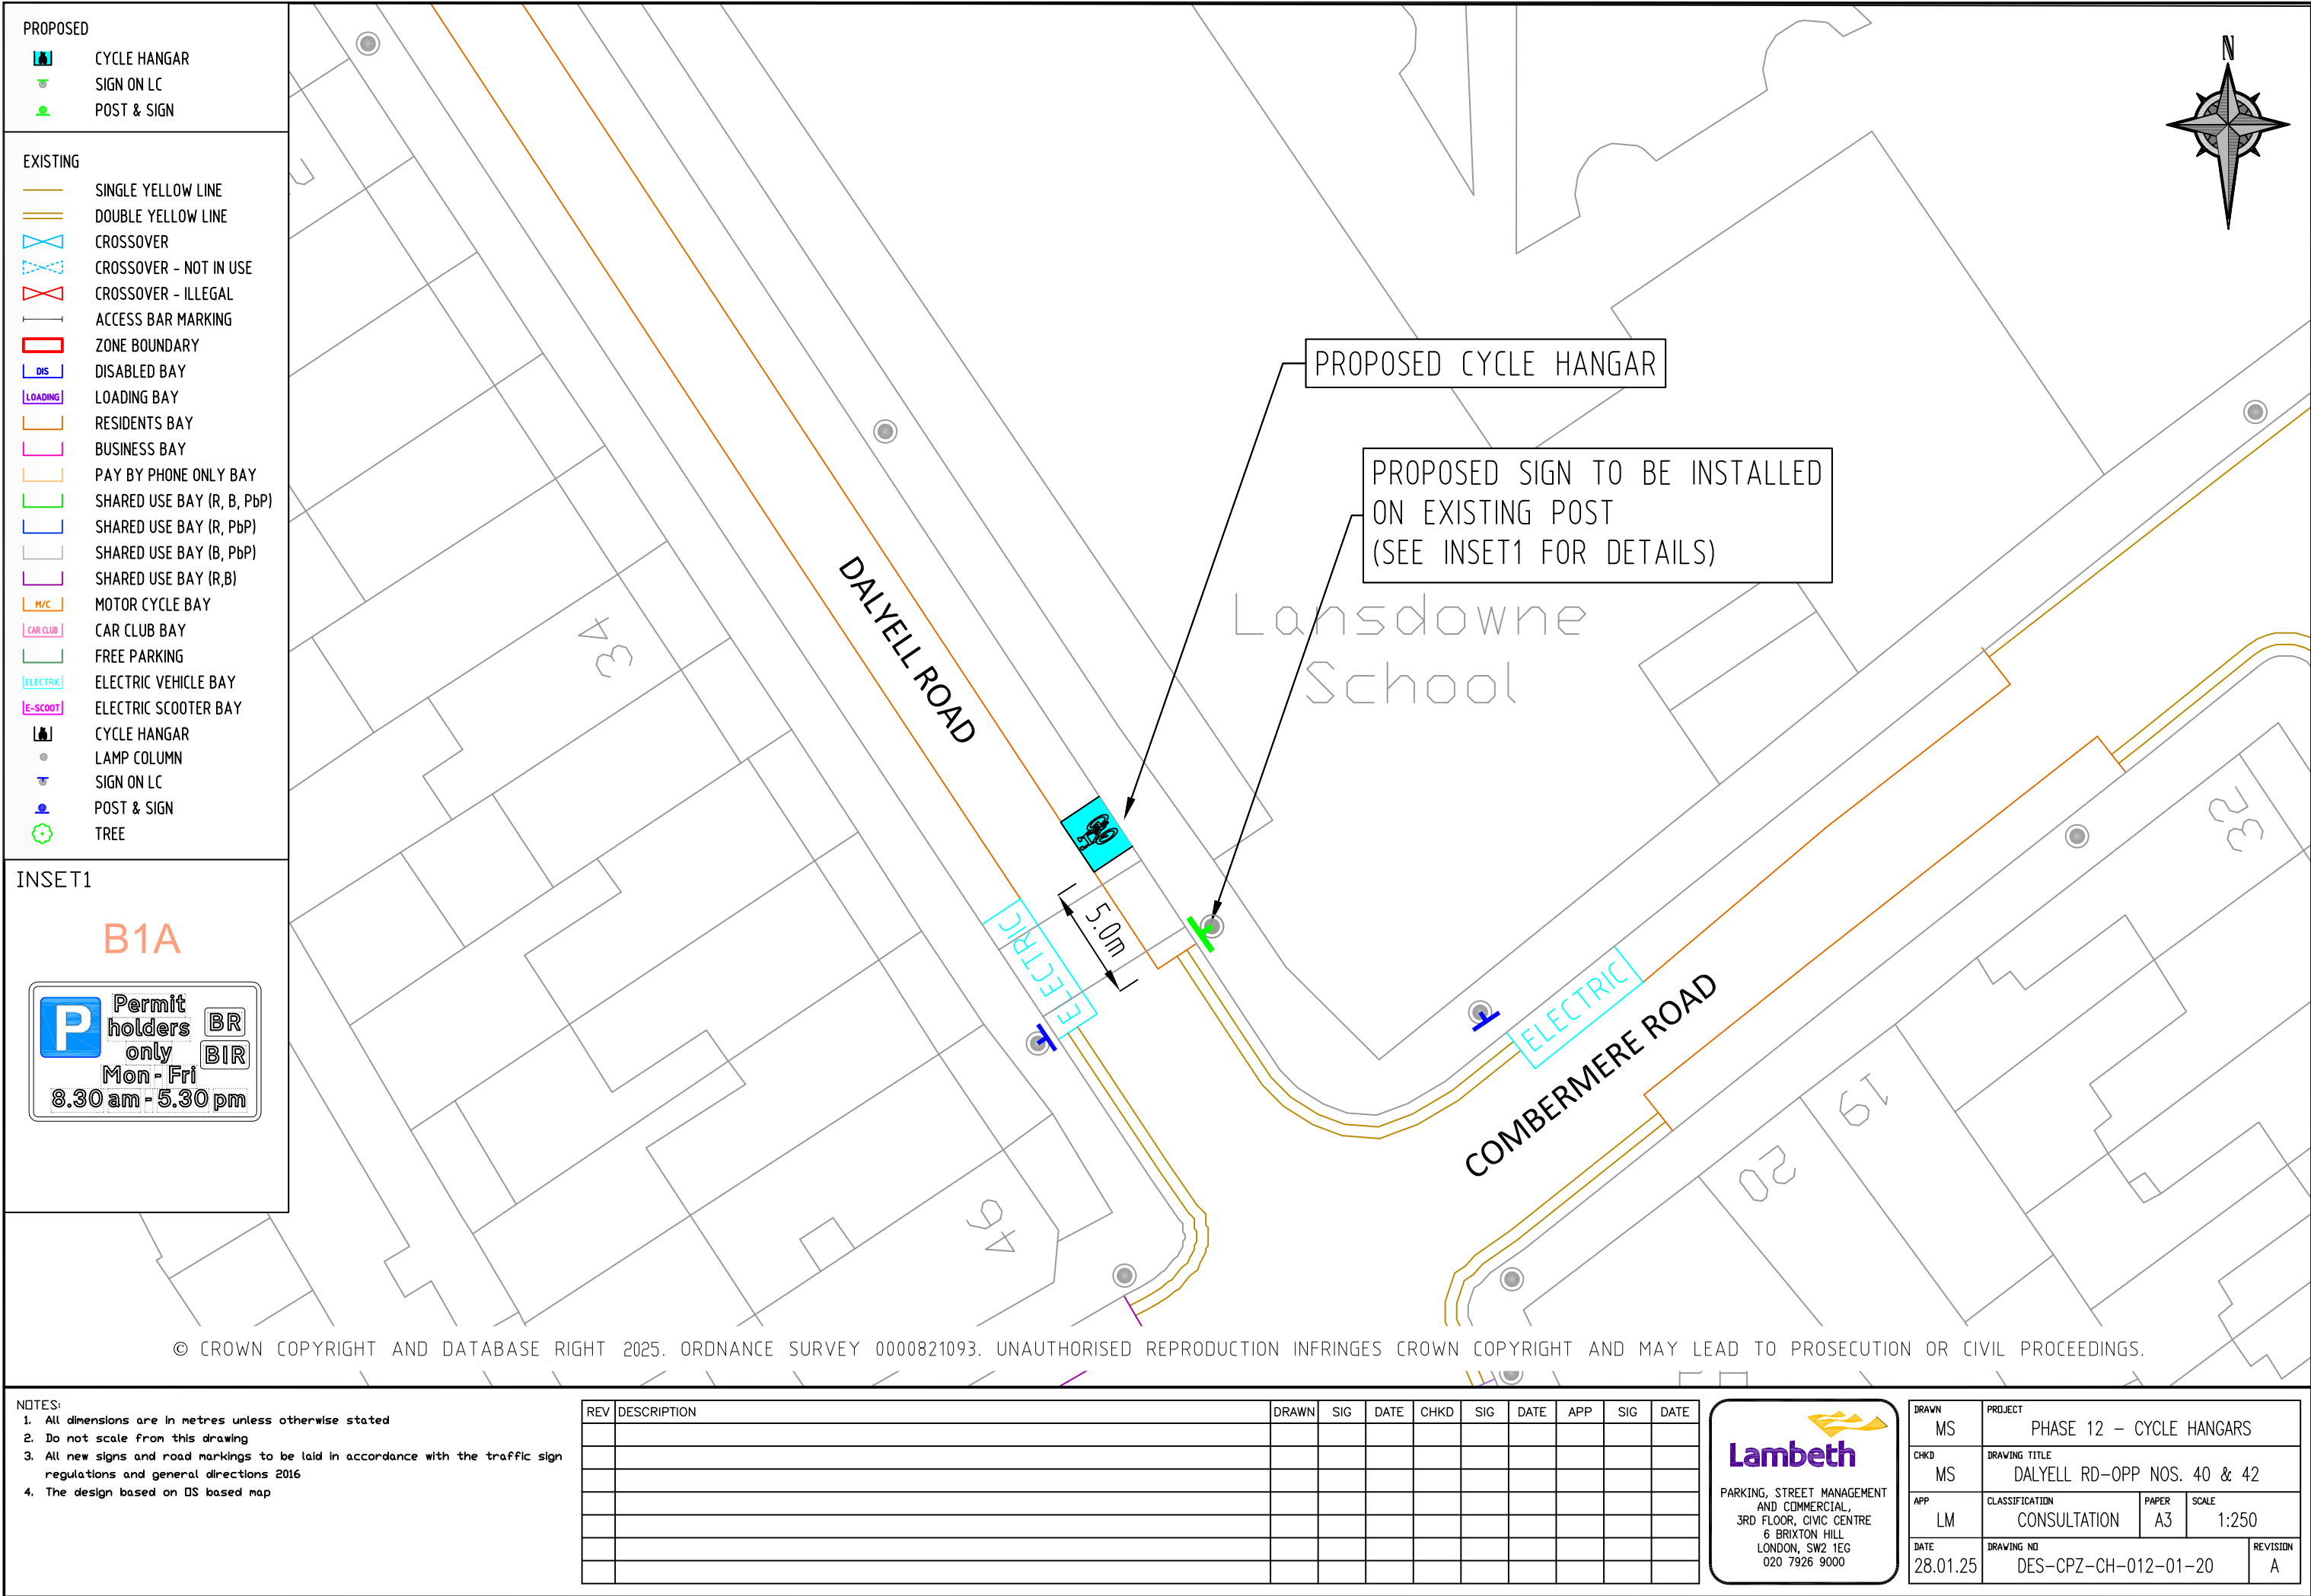 PROPOSED
CYCLE HANGAR
SIGN ON LC
POST & SIGN
EXISTING
SINGLE YELLOW LINE
DOUBLE YELLOW LINE
CROSSOVER
CROSSOVER - NOT IN USE
CROSSOVER - ILLEGAL
ACCESS BAR MARKING
ZONE BOUNDARY
DIS DISABLED BAY
LOADING LOADING BAY
RESIDENTS BAY
BUSINESS BAY
PAY BY PHONE ONLY BAY
SHARED USE BAY (R, B, PbP)
SHARED USE BAY (R, PbP)
SHARED USE BAY (B, PbP)
SHARED USE BAY (R,B)
M/C MOTOR CYCLE BAY
CAR CLUB CAR CLUB BAY
FREE PARKING
ELECTRIC ELECTRIC VEHICLE BAY
E-SCOOT ELECTRIC SCOOTER BAY
CYCLE HANGAR
LAMP COLUMN
SIGN ON LC
POST & SIGN
TREE
INSET1
B1A
P
Permit
holders
only
BR
BIR
Mon - Fri
8.30 am - 5.30 pm
N
PROPOSED CYCLE HANGAR
PROPOSED SIGN TO BE INSTALLED
ON EXISTING POST
(SEE INSET1 FOR DETAILS)
Lansdowne
School
DALYELL ROAD
34
5.0m
ELECTRIC
ELECTRIC
COMBERMERE ROAD
32
19
20
46
© CROWN COPYRIGHT AND DATABASE RIGHT 2025. ORDNANCE SURVEY 0000821093. UNAUTHORISED REPRODUCTION INFRINGES CROWN COPYRIGHT AND MAY LEAD TO PROSECUTION OR CIVIL PROCEEDINGS.
NOTES:
1. All dimensions are in metres unless otherwise stated
2. Do not scale from this drawing
3. All new signs and road markings to be laid in accordance with the traffic sign
regulations and general directions 2016
4. The design based on OS based map
REV DESCRIPTION DRAWN SIG DATE CHKD SIG DATE APP SIG DATE
Lambeth
PARKING, STREET MANAGEMENT
AND COMMERCIAL,
3RD FLOOR, CIVIC CENTRE
6 BRIXTON HILL
LONDON, SW2 1EG
020 7926 9000
DRAWN
MS
PROJECT
PHASE 12 - CYCLE HANGARS
CHKD
MS
DRAWING TITLE
DALYELL RD-OPP NOS. 40 & 42
APP
LM
CLASSIFICATION
CONSULTATION
PAPER
A3
SCALE
1:250
DATE
28.01.25
DRAWING NO
DES-CPZ-CH-012-01-20
REVISION
A